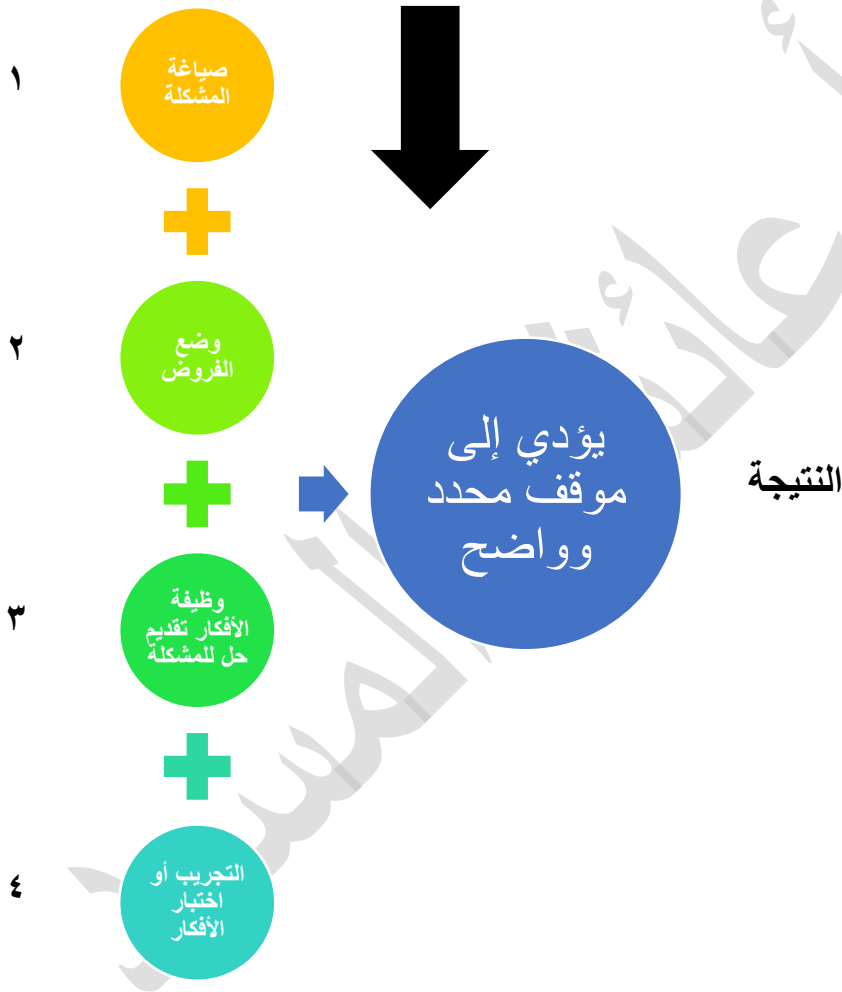 ١
صياغة
المشكلة
٢
وضع
الفروض
٣
وظيفة
الأفكار تقديم
حل للمشكلة
٤
التجريب أو
اختبار
الأفكار
يؤدي إلى
موقف محدد
وواضح
النتيجة